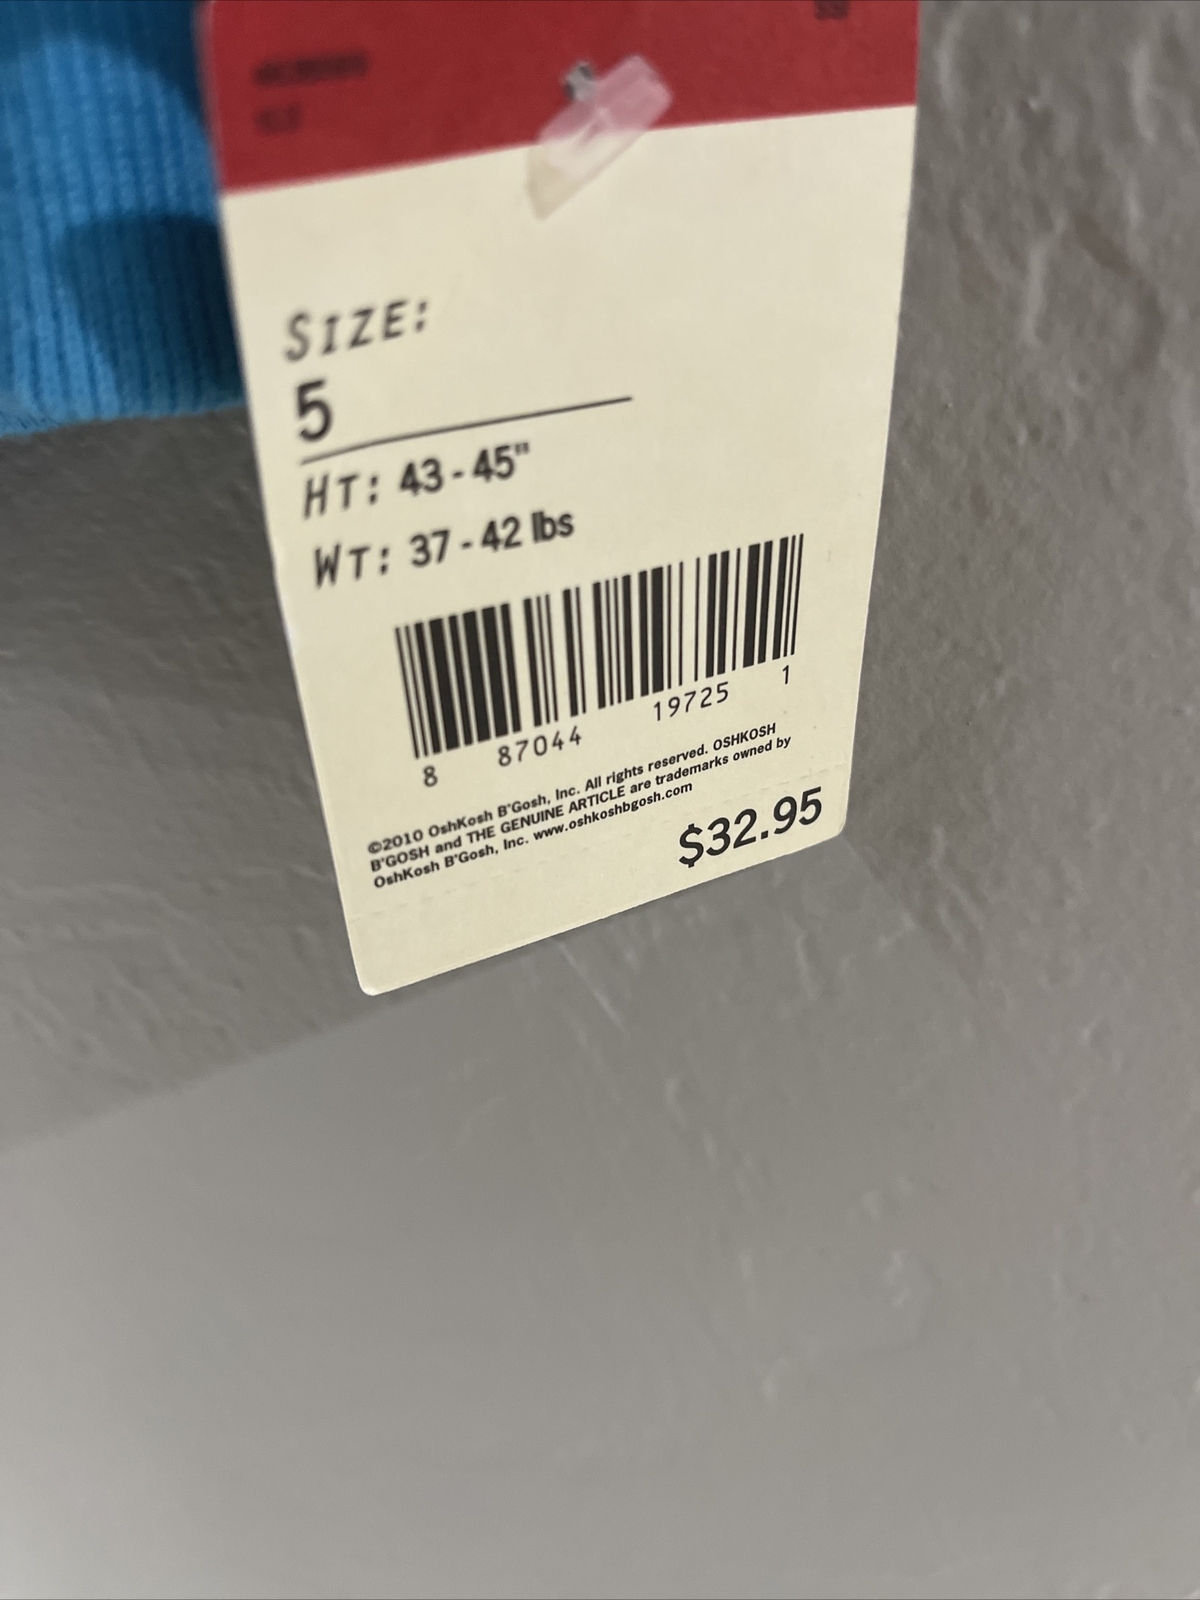 SIZE:
5
HT: 43-45"
WT: 37-42 lbs
8 87044 19725 1
©2010 OshKosh B'Gosh, Inc. All rights reserved. OSHKOSH
B'GOSH and THE GENUINE ARTICLE are trademarks owned by
OshKosh B'Gosh, Inc. www.oshkoshbgosh.com
$32.95